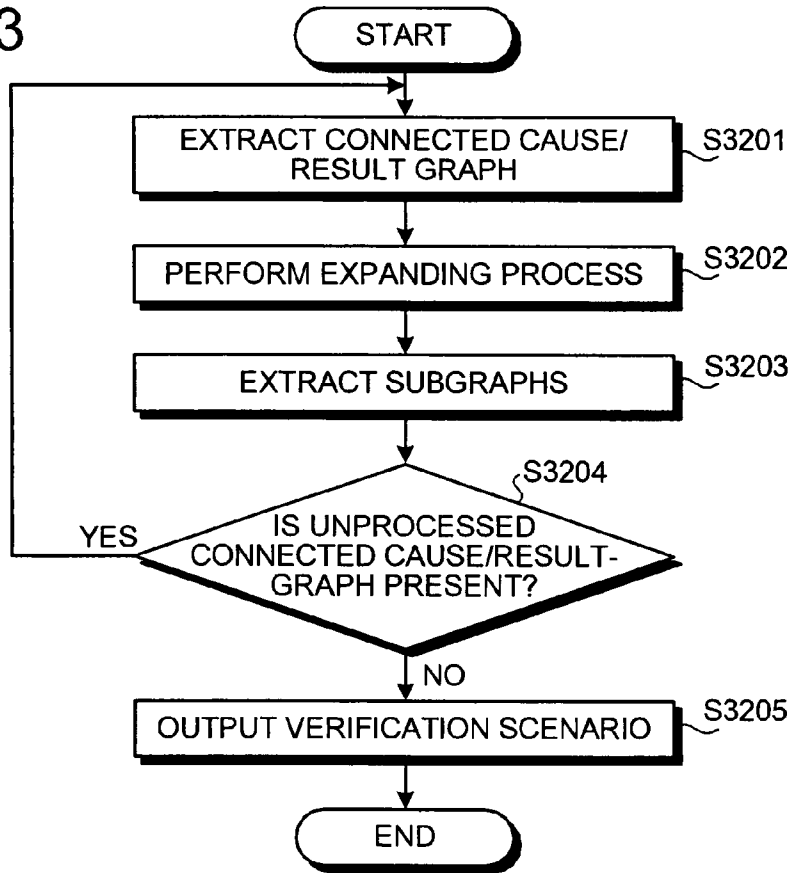 3
START
EXTRACT CONNECTED CAUSE/
RESULT GRAPH
S3201
PERFORM EXPANDING PROCESS
S3202
EXTRACT SUBGRAPHS
S3203
S3204
YES
IS UNPROCESSED
CONNECTED CAUSE/RESULT-
GRAPH PRESENT?
NO
OUTPUT VERIFICATION SCENARIO
S3205
END